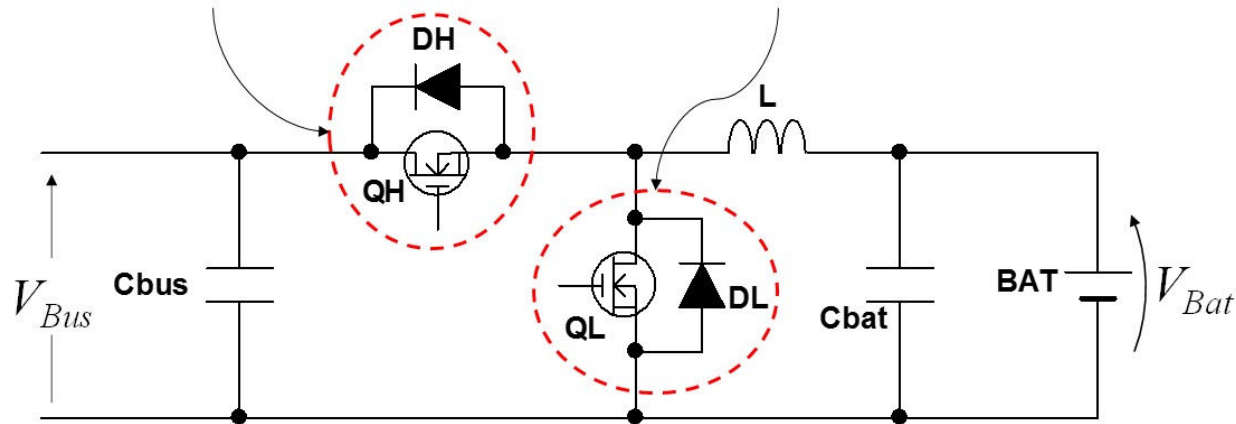 DH
L
QH
Cbus
BAT
V_Bus
V_Bat
DL
QL
Cbat